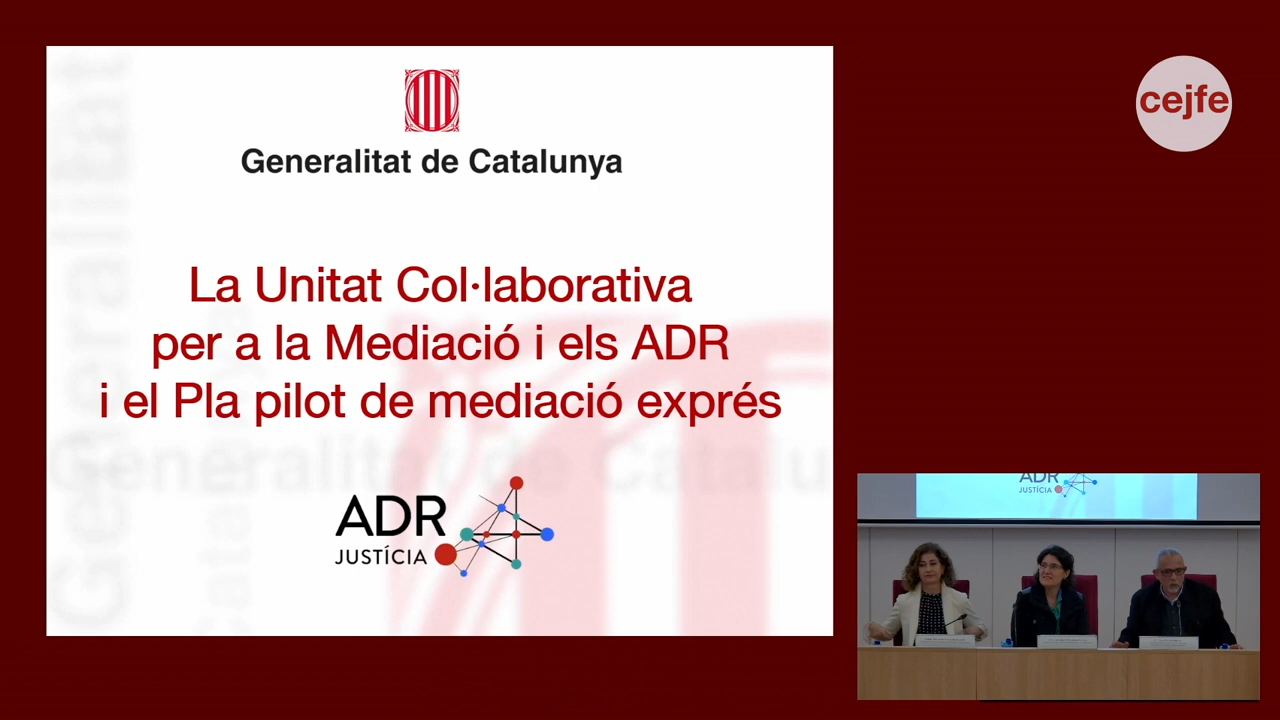 Generalitat de Catalunya
La Unitat Col·laborativa
per a la Mediació i els ADR
i el Pla pilot de mediació exprés
ADR
JUSTÍCIA
cejfe
ADR
JUSTÍCIA